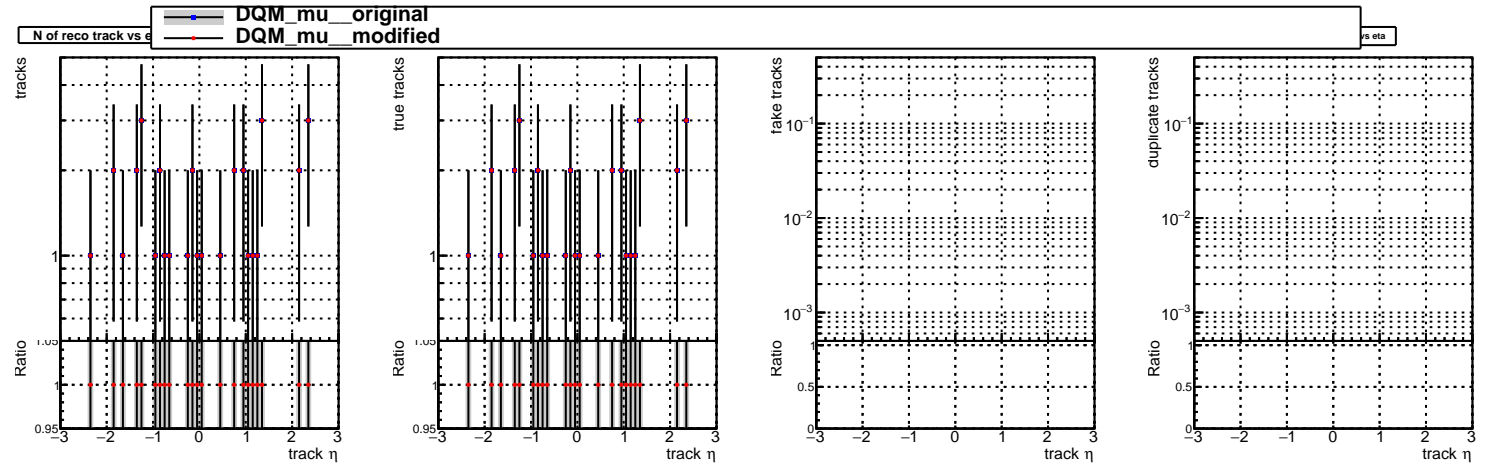 DQM_mu__original
DQM_mu__modified
N of reco track vs e
vs eta
tracks
1
Ratio
1.05
1
0.95
−3 −2 −1 0 1 2 3
track η
true tracks
1
Ratio
1.05
1
0.95
−3 −2 −1 0 1 2 3
track η
fake tracks
10−1
10−2
10−3
Ratio
1
0.5
0
−3 −2 −1 0 1 2 3
track η
duplicate tracks
10−1
10−2
10−3
Ratio
1
0.5
0
−3 −2 −1 0 1 2 3
track η